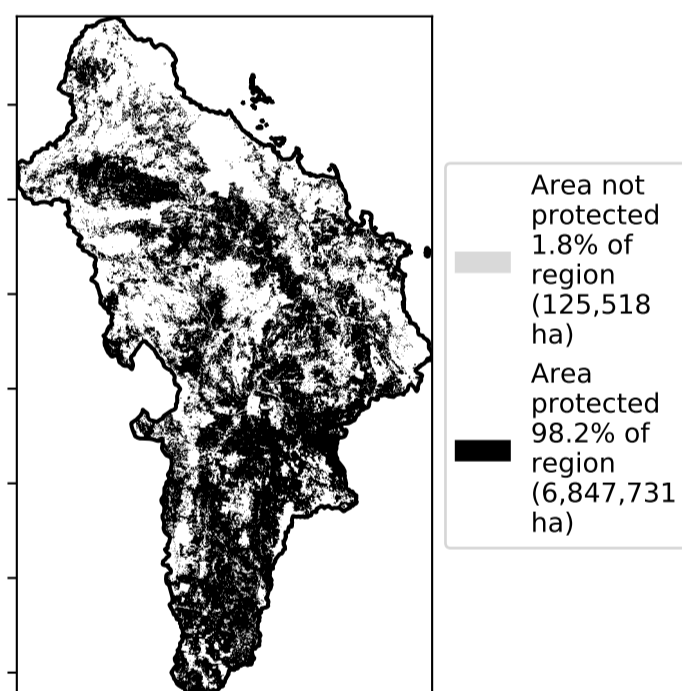 Area not
protected
1.8% of
region
(125,518
ha)
Area
protected
98.2% of
region
(6,847,731
ha)